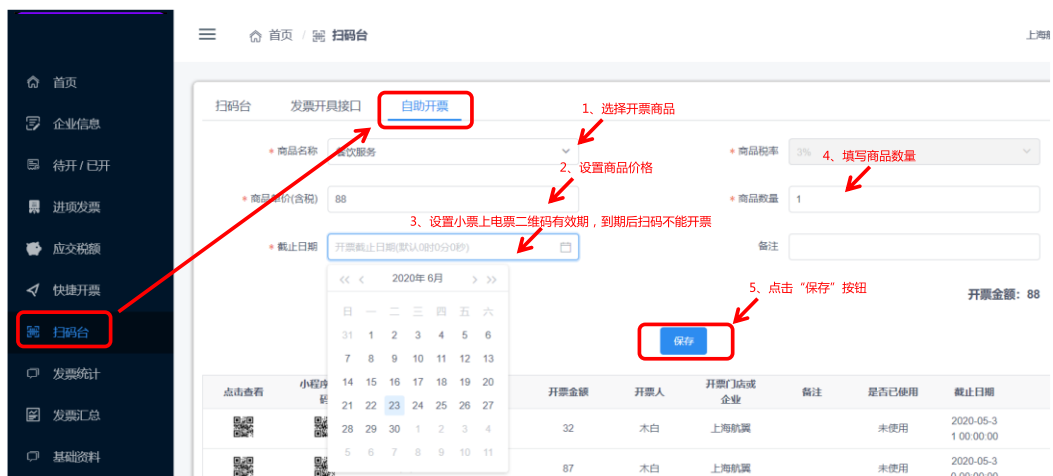 首页 / 扫码台
上海航
首页
企业信息
待开 / 已开
进项发票
应交税额
快捷开票
扫码台
发票统计
发票汇总
基础资料
扫码台 发票开具接口 自助开票
1、选择开票商品
* 商品名称 餐饮服务
* 商品税率 3%
2、设置商品价格
4、填写商品数量
* 商品单价(含税) 88
* 商品数量 1
3、设置小票上电票二维码有效期，到期后扫码不能开票
* 截止日期 开票截止日期(默认0时0分0秒)
备注
2020年 6月
5、点击“保存”按钮
开票金额：88
日 一 二 三 四 五 六
31 1 2 3 4 5 6
7 8 9 10 11 12 13
14 15 16 17 18 19 20
21 22 23 24 25 26 27
28 29 30 1 2 3 4
5 6 7 8 9 10 11
保存
点击查看 小程序码 开票金额 开票人 开票门店或
企业 备注 是否已使用 截止日期
32 木白 上海航翼 未使用 2020-05-3
1 00:00:00
87 木白 上海航翼 未使用 2020-05-3
0 00:00:00